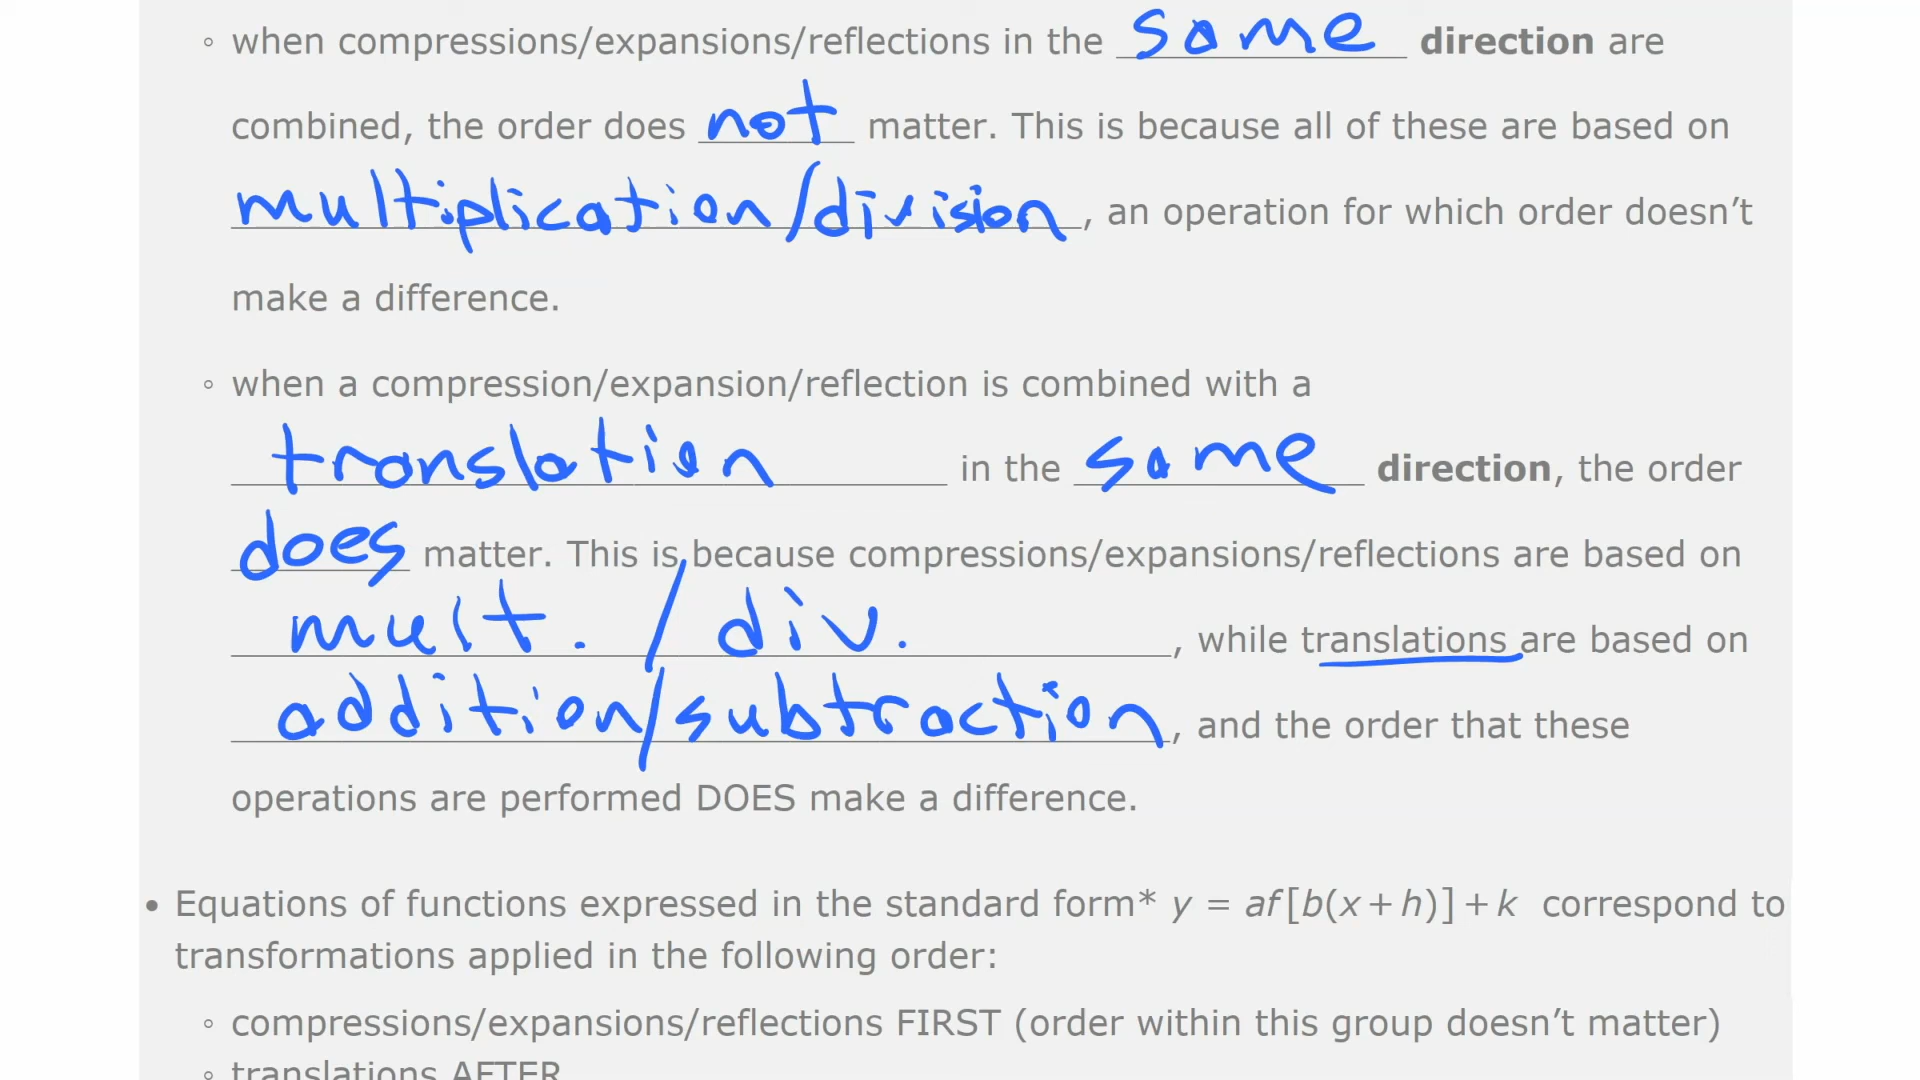 ◦ when compressions/expansions/reflections in the same direction are
combined, the order does not matter. This is because all of these are based on
multiplication/division, an operation for which order doesn’t
make a difference.
◦ when a compression/expansion/reflection is combined with a
translation in the same direction, the order
does matter. This is because compressions/expansions/reflections are based on
mult. / div., while translations are based on
addition/subtraction, and the order that these
operations are performed DOES make a difference.
• Equations of functions expressed in the standard form* y = af[b(x+h)]+k correspond to
transformations applied in the following order:
◦ compressions/expansions/reflections FIRST (order within this group doesn’t matter)
◦ translations AFTER